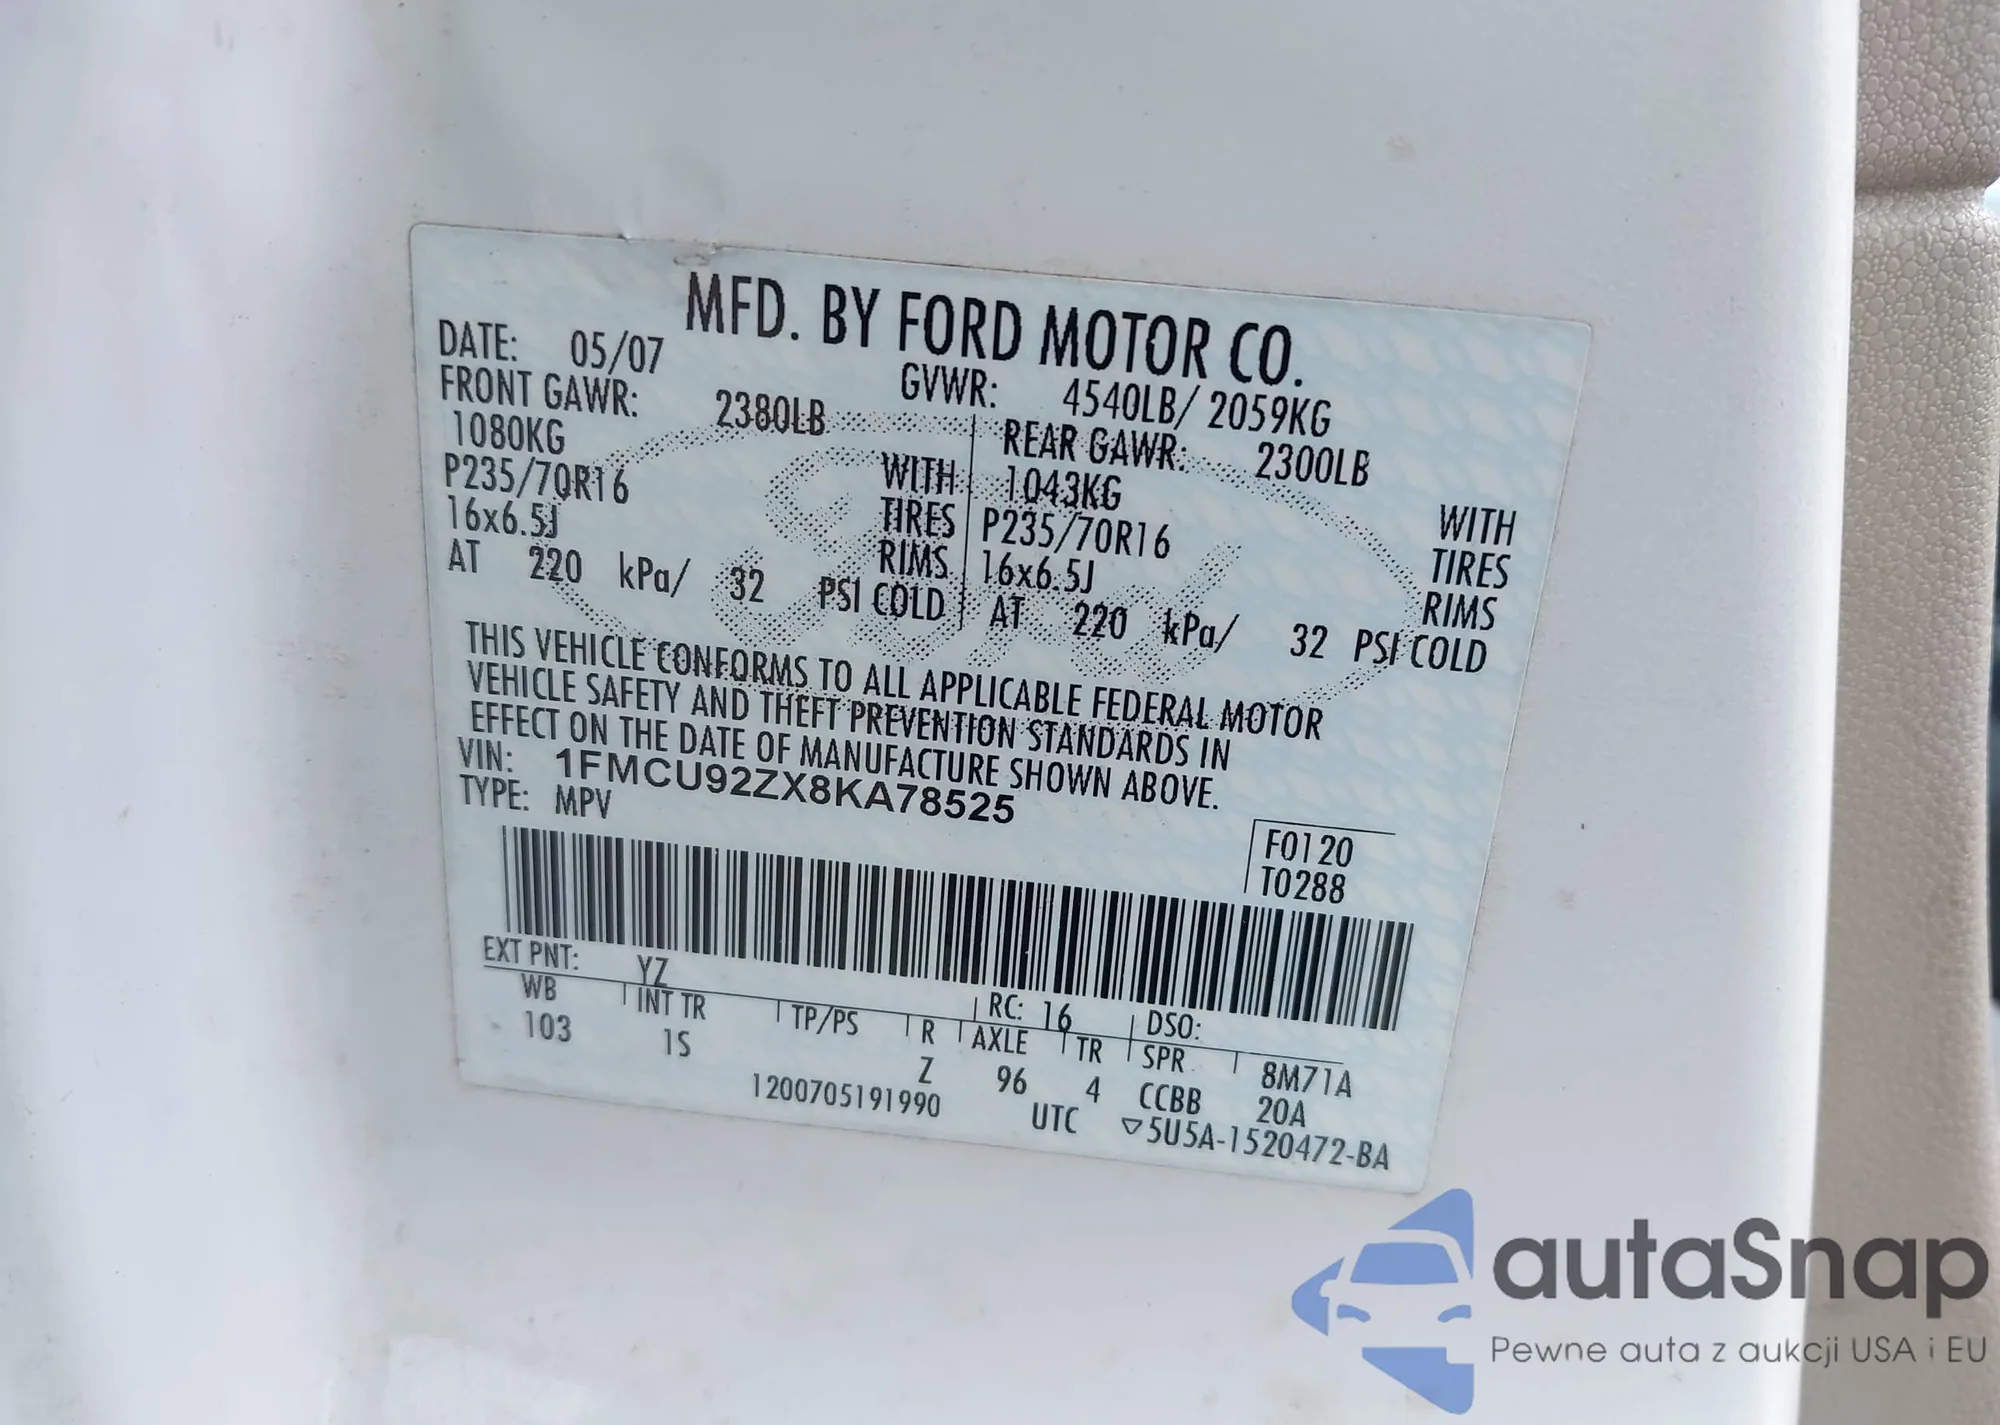 MFD. BY FORD MOTOR CO.
DATE: 05/07 GVWR: 4540LB/ 2059KG
FRONT GAWR: 2380LB REAR GAWR: 2300LB
1080KG WITH 1043KG WITH
P235/70R16 TIRES P235/70R16 TIRES
16x6.5J RIMS 16x6.5J RIMS
AT 220 kPa/ 32 PSI COLD AT 220 kPa/ 32 PSI COLD
THIS VEHICLE CONFORMS TO ALL APPLICABLE FEDERAL MOTOR
VEHICLE SAFETY AND THEFT PREVENTION STANDARDS IN
EFFECT ON THE DATE OF MANUFACTURE SHOWN ABOVE.
VIN: 1FMCU92ZX8KA78525
TYPE: MPV
F0120
T0288
EXT PNT: YZ RC: 16 DSO:
WB INT TR TP/PS R AXLE TR SPR 8M71A
103 1S Z 96 4 CCBB 20A
1200705191990 UTC ▽5U5A-1520472-BA
Ford
autaSnap
Pewne auta z aukcji USA i EU